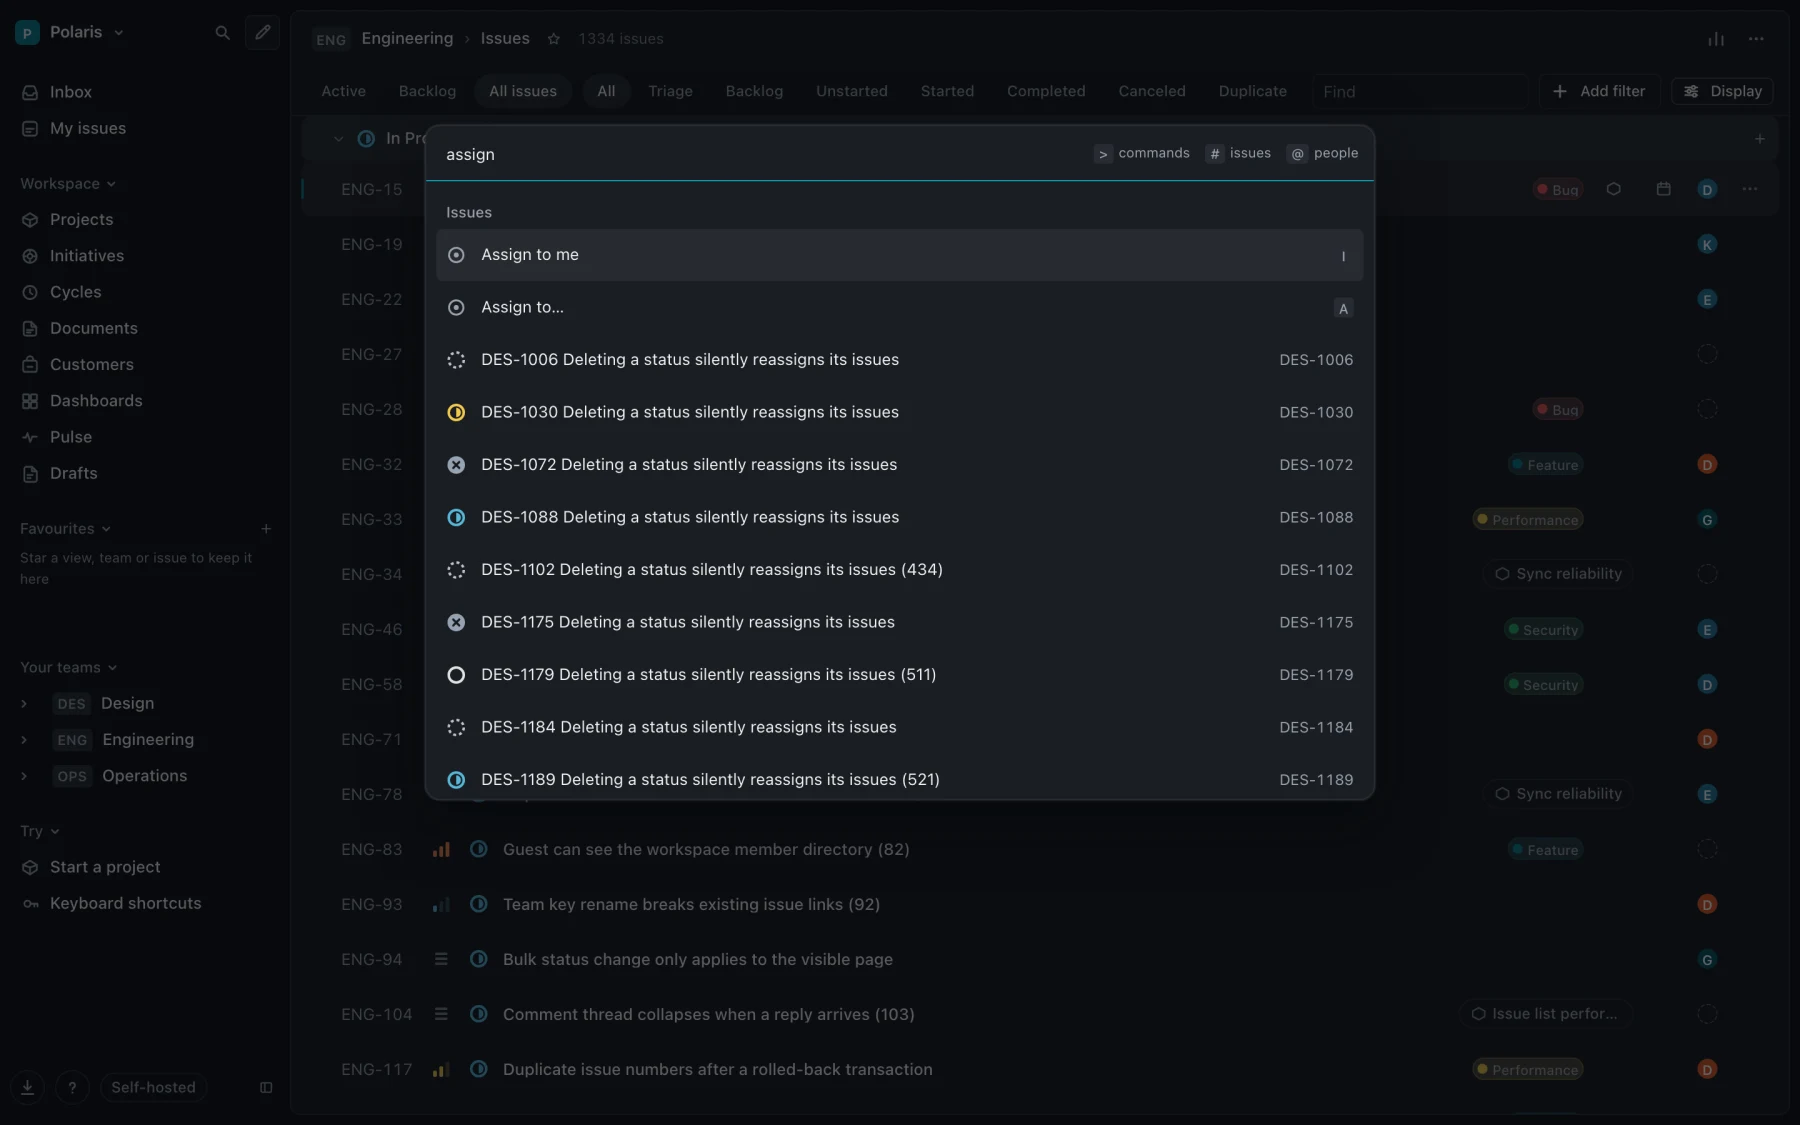 P Polaris
Inbox
My issues
Workspace
Projects
Initiatives
Cycles
Documents
Customers
Dashboards
Pulse
Drafts
Favourites
Star a view, team or issue to keep it
here
Your teams
DES Design
ENG Engineering
OPS Operations
Try
Start a project
Keyboard shortcuts
? Self-hosted
ENG Engineering › Issues 1334 issues
Active Backlog All issues All Triage Backlog Unstarted Started Completed Canceled Duplicate Find + Add filter Display
In Pro
assign > commands # issues @ people
Issues
Assign to me I
Assign to... A
DES-1006 Deleting a status silently reassigns its issues DES-1006
DES-1030 Deleting a status silently reassigns its issues DES-1030
DES-1072 Deleting a status silently reassigns its issues DES-1072
DES-1088 Deleting a status silently reassigns its issues DES-1088
DES-1102 Deleting a status silently reassigns its issues (434) DES-1102
DES-1175 Deleting a status silently reassigns its issues DES-1175
DES-1179 Deleting a status silently reassigns its issues (511) DES-1179
DES-1184 Deleting a status silently reassigns its issues DES-1184
DES-1189 Deleting a status silently reassigns its issues (521) DES-1189
ENG-15 Bug D
ENG-19 K
ENG-22 E
ENG-27
ENG-28 Bug
ENG-32 Feature D
ENG-33 Performance G
ENG-34 Sync reliability
ENG-46 Security E
ENG-58 Security D
ENG-71 D
ENG-78 Sync reliability E
ENG-83 Guest can see the workspace member directory (82) Feature
ENG-93 Team key rename breaks existing issue links (92) D
ENG-94 Bulk status change only applies to the visible page G
ENG-104 Comment thread collapses when a reply arrives (103) Issue list perfor...
ENG-117 Duplicate issue numbers after a rolled-back transaction Performance D